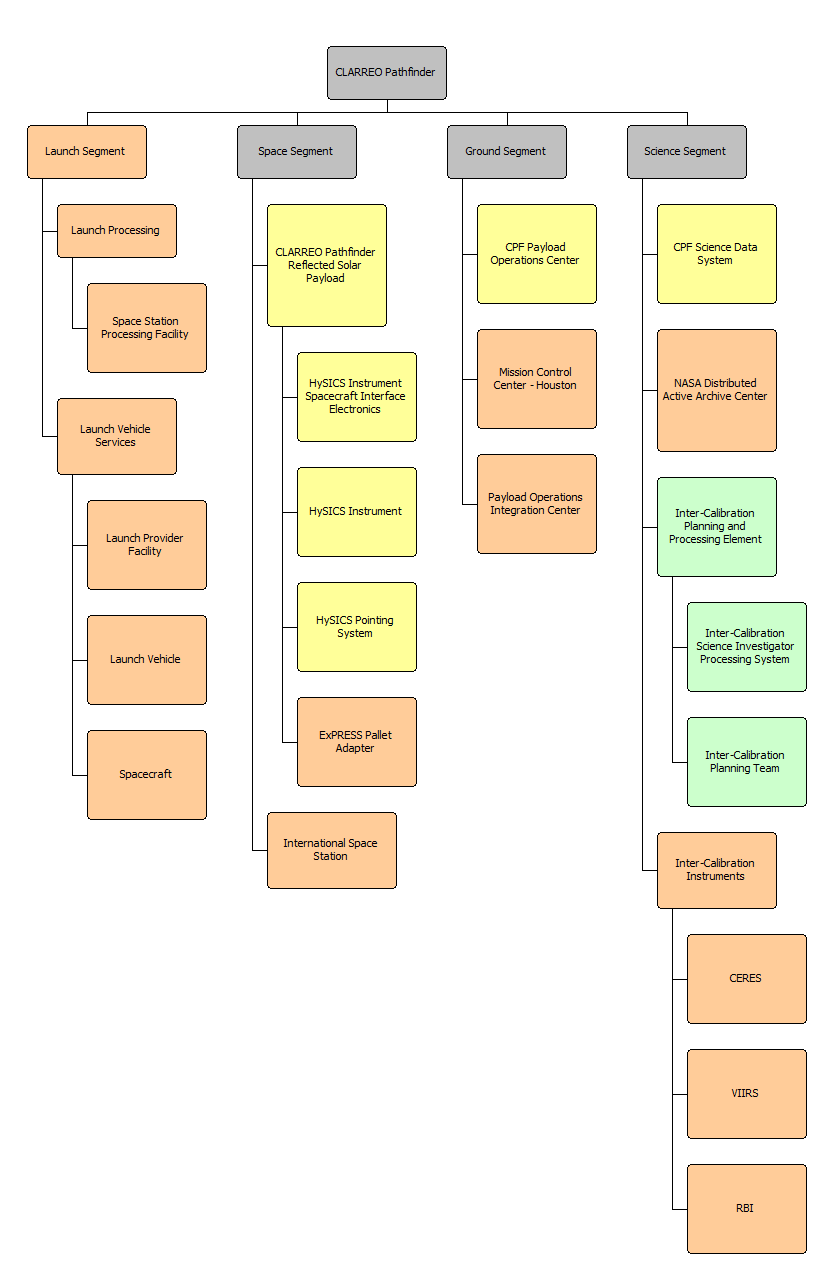 CLARREO Pathfinder
Launch Segment
Launch Processing
Space Station
Processing Facility
Launch Vehicle
Services
Launch Provider
Facility
Launch Vehicle
Spacecraft
Space Segment
CLARREO Pathfinder
Reflected Solar
Payload
HySICS Instrument
Spacecraft Interface
Electronics
HySICS Instrument
HySICS Pointing
System
ExPRESS Pallet
Adapter
International Space
Station
Ground Segment
CPF Payload
Operations Center
Mission Control
Center - Houston
Payload Operations
Integration Center
Science Segment
CPF Science Data
System
NASA Distributed
Active Archive Center
Inter-Calibration
Planning and
Processing Element
Inter-Calibration
Science Investigator
Processing System
Inter-Calibration
Planning Team
Inter-Calibration
Instruments
CERES
VIIRS
RBI